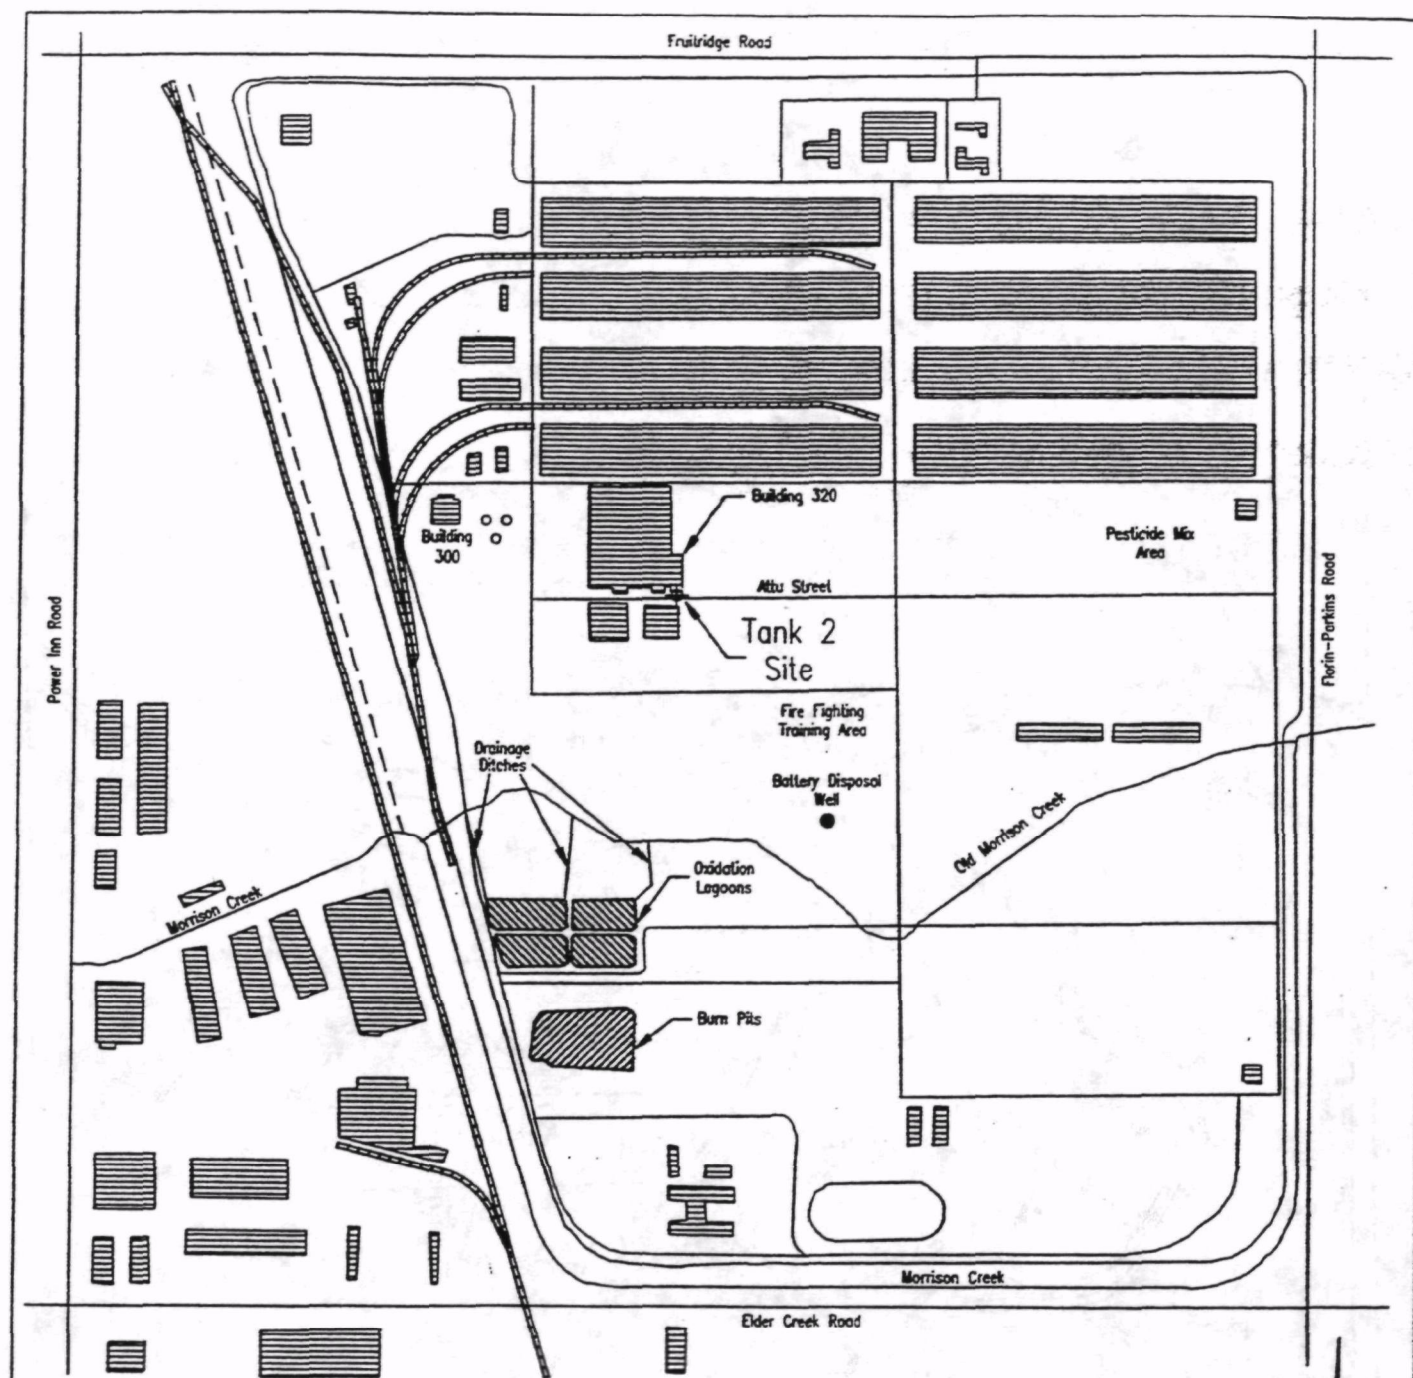 Fruitridge Road
Building 320
Building
300
Pesticide Mix
Area
Attu Street
Power Inn Road
Florin-Perkins Road
Tank 2
Site
Fire Fighting
Training Area
Drainage
Ditches
Battery Disposal
Well
Old Morrison Creek
Oxidation
Lagoons
Morrison Creek
Burn Pits
Morrison Creek
Elder Creek Road